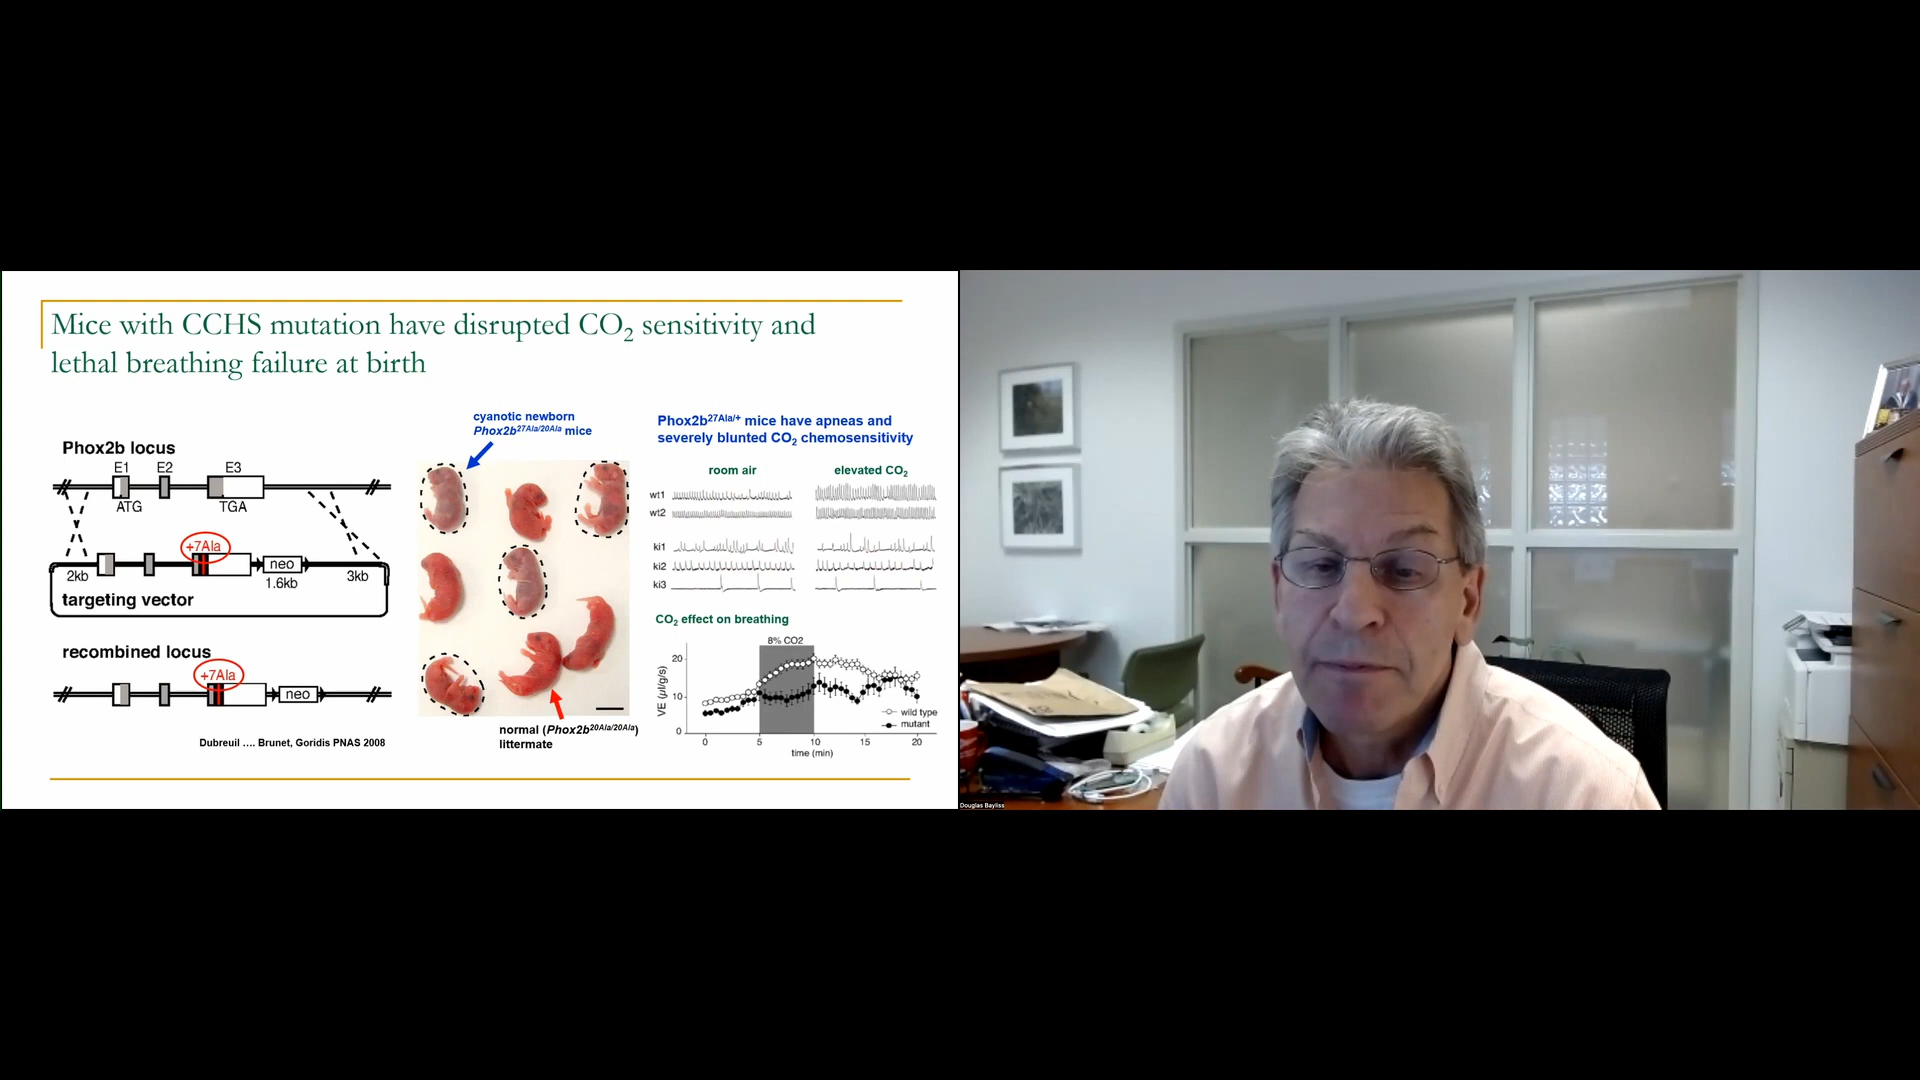 Mice with CCHS mutation have disrupted CO2 sensitivity and
lethal breathing failure at birth
Phox2b locus
E1 E2 E3
ATG TGA
+7Ala
neo
2kb 1.6kb 3kb
targeting vector
recombined locus
+7Ala
neo
Dubreuil .... Brunet, Goridis PNAS 2008
cyanotic newborn
Phox2b27Ala/20Ala mice
normal (Phox2b20Ala/20Ala)
littermate
Phox2b27Ala/+ mice have apneas and
severely blunted CO2 chemosensitivity
room air elevated CO2
wt1
wt2
ki1
ki2
ki3
CO2 effect on breathing
8% CO2
20
10
0
VE (µl/g/s)
wild type
mutant
0 5 10 15 20
time (min)
Douglas Bayliss